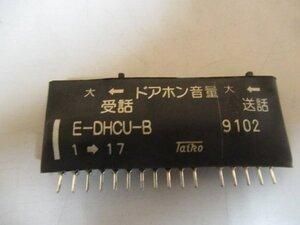 大 ← ドアホン音量 大 ←
受話 送話
E-DHCU-B 9102
1 → 17 Taiko